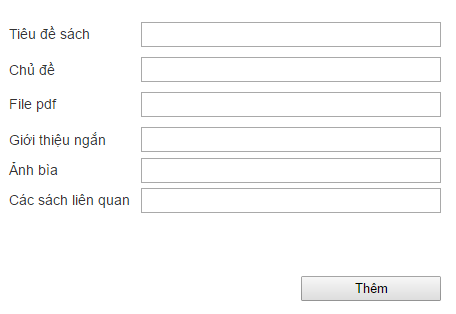 Tiêu đề sách
Chủ đề
File pdf
Giới thiệu ngắn
Ảnh bìa
Các sách liên quan
Thêm